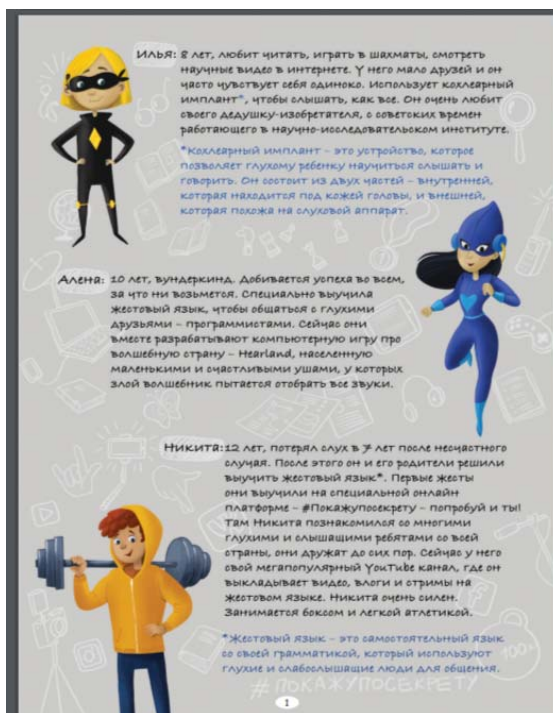 Илья: 8 лет, любит читать, играть в шахматы, смотреть
научные видео в интернете. У него мало друзей и он
часто чувствует себя одиноко. Использует кохлеарный
имплант*, чтобы слышать, как все. Он очень любит
своего дедушку-изобретателя, с советских времен
работающего в научно-исследовательском институте.
*Кохлеарный имплант – это устройство, которое
позволяет глухому ребенку научиться слышать и
говорить. Он состоит из двух частей – внутренней,
которая находится под кожей головы, и внешней,
которая похожа на слуховой аппарат.
Алена: 10 лет, вундеркинд. Добивается успеха во всем,
за что ни возьмется. Специально выучила
жестовый язык, чтобы общаться с глухими
друзьями – программистами. Сейчас они
вместе разрабатывают компьютерную игру про
волшебную страну – Hearland, населенную
маленькими и счастливыми ушами, у которых
злой волшебник пытается отобрать все звуки.
Никита: 12 лет, потерял слух в 7 лет после несчастного
случая. После этого он и его родители решили
выучить жестовый язык*. Первые жесты
они выучили на специальной онлайн
платформе – #Покажупосекрету – попробуй и ты!
Там Никита познакомился со многими
глухими и слышащими ребятами со всей
страны, они дружат до сих пор. Сейчас у него
свой мегапопулярный YouTube канал, где он
выкладывает видео, влоги и стримы на
жестовом языке. Никита очень силен.
Занимается боксом и легкой атлетикой.
*Жестовый язык – это самостоятельный язык
со своей грамматикой, который используют
глухие и слабослышащие люди для общения.
100+
#ПОКАЖУПОСЕКРЕТУ
1